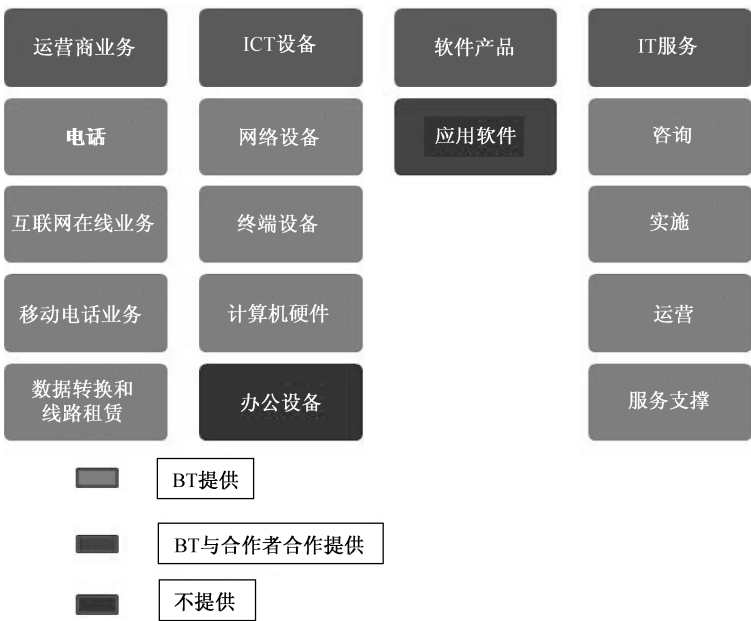 运营商业务
ICT设备
软件产品
IT服务
电话
网络设备
应用软件
咨询
互联网在线业务
终端设备
实施
移动电话业务
计算机硬件
运营
数据转换和
线路租赁
办公设备
服务支撑
BT提供
BT与合作者合作提供
不提供